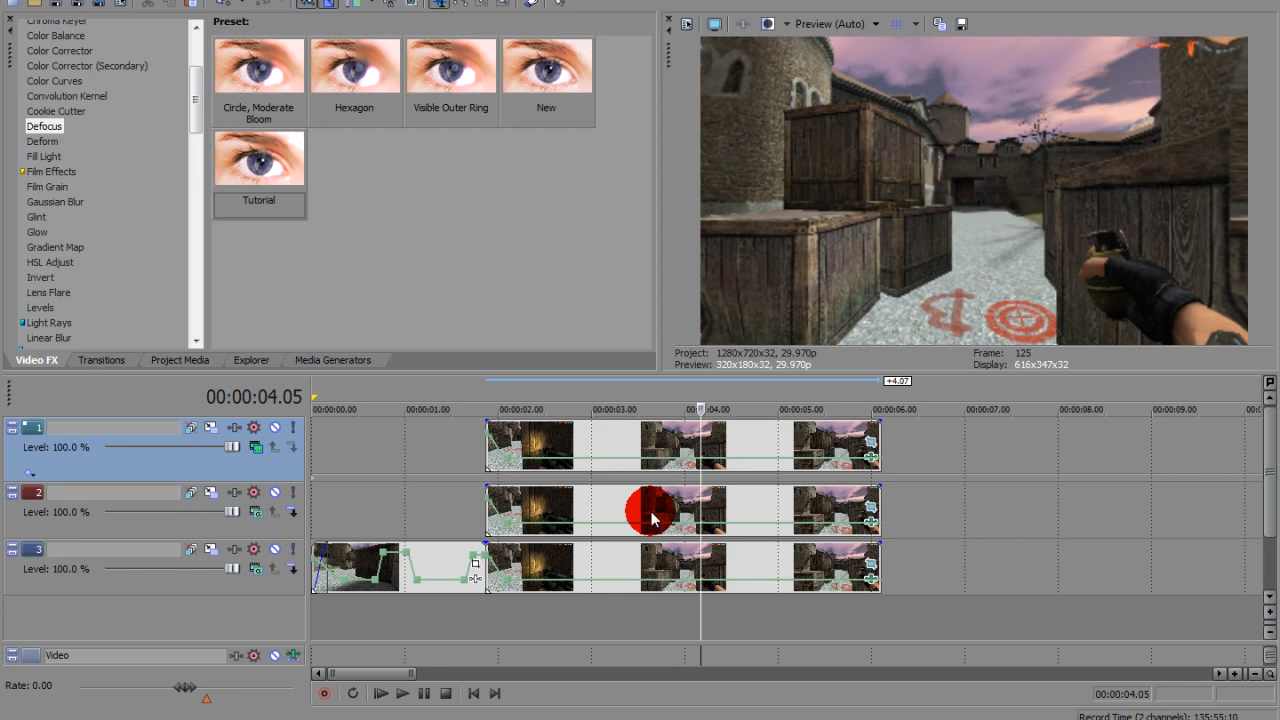 Chroma Keyer
Color Balance
Color Corrector
Color Corrector (Secondary)
Color Curves
Convolution Kernel
Cookie Cutter
Defocus
Deform
Fill Light
Film Effects
Film Grain
Gaussian Blur
Glint
Glow
Gradient Map
HSL Adjust
Invert
Lens Flare
Levels
Light Rays
Linear Blur
Preset:
Circle, Moderate Bloom
Hexagon
Visible Outer Ring
New
Tutorial
Video FX
Transitions
Project Media
Explorer
Media Generators
Preview (Auto)
B
Project: 1280x720x32, 29.970p
Frame: 125
Preview: 320x180x32, 29.970p
Display: 616x347x32
00:00:04.05
+4.07
00:00:00.00
00:00:01.00
00:00:02.00
00:00:03.00
:04.00
00:00:05.00
00:00:06.00
00:00:07.00
00:00:08.00
00:00:09.00
00:0
1
Level: 100.0 %
2
Level: 100.0 %
3
Level: 100.0 %
Video
Rate: 0.00
00:00:04.05
Record Time (2 channels): 135:55:10